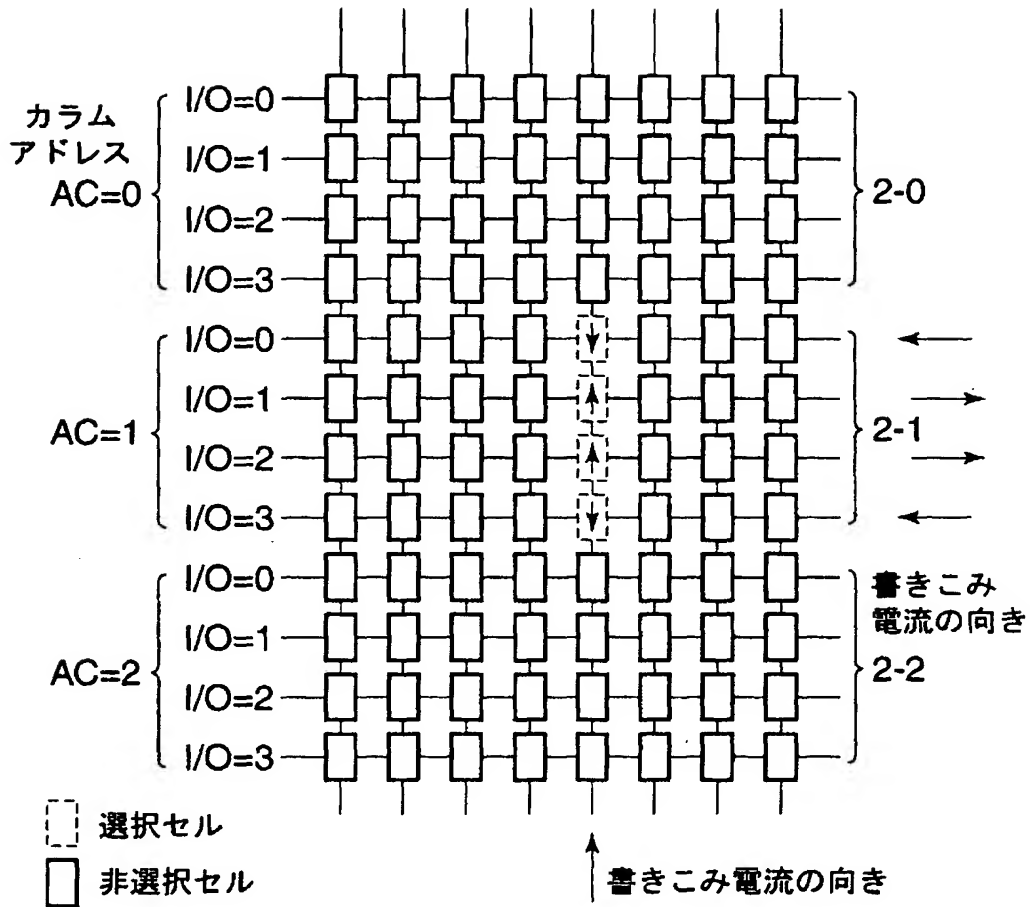 カラム
アドレス
AC=0
I/O=0
I/O=1
I/O=2
I/O=3
2-0
AC=1
I/O=0
I/O=1
I/O=2
I/O=3
2-1
AC=2
I/O=0
I/O=1
I/O=2
I/O=3
書きこみ
電流の向き
2-2
選択セル
非選択セル
書きこみ電流の向き